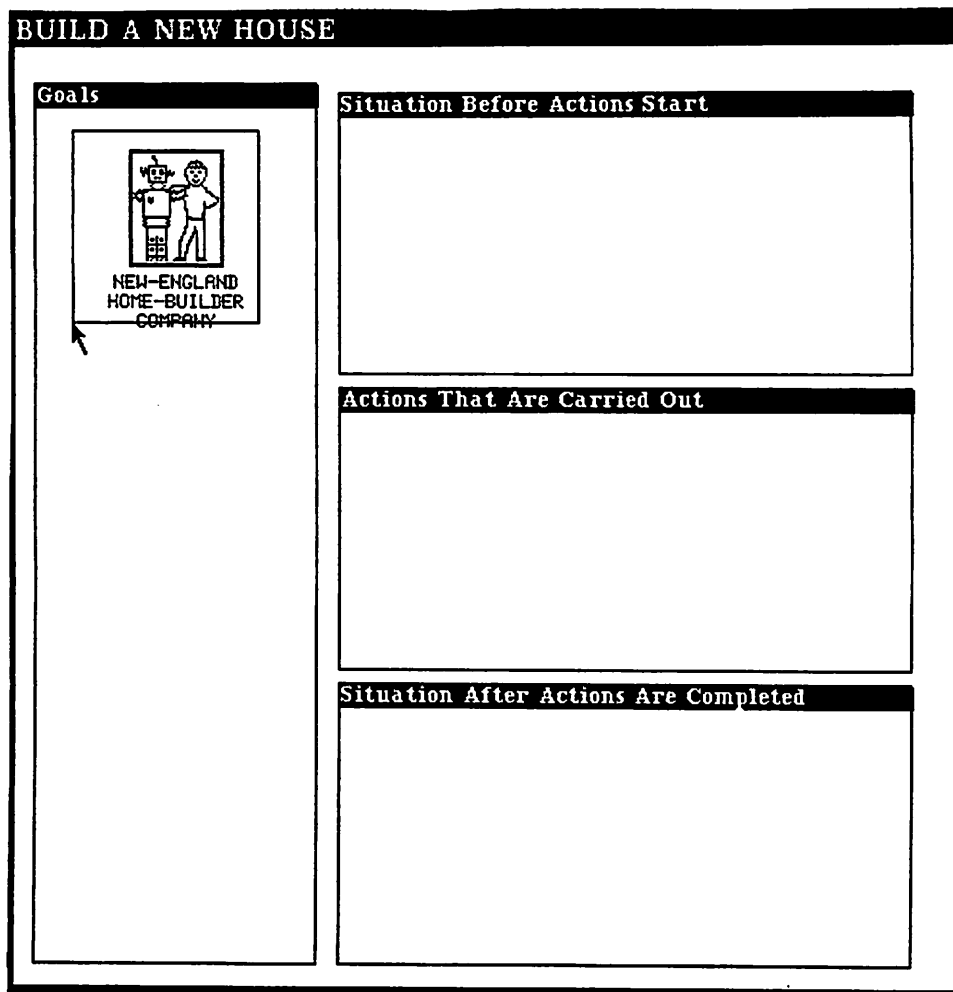 BUILD A NEW HOUSE
Goals
NEW-ENGLAND
HOME-BUILDER
COMPANY
Situation Before Actions Start
Actions That Are Carried Out
Situation After Actions Are Completed